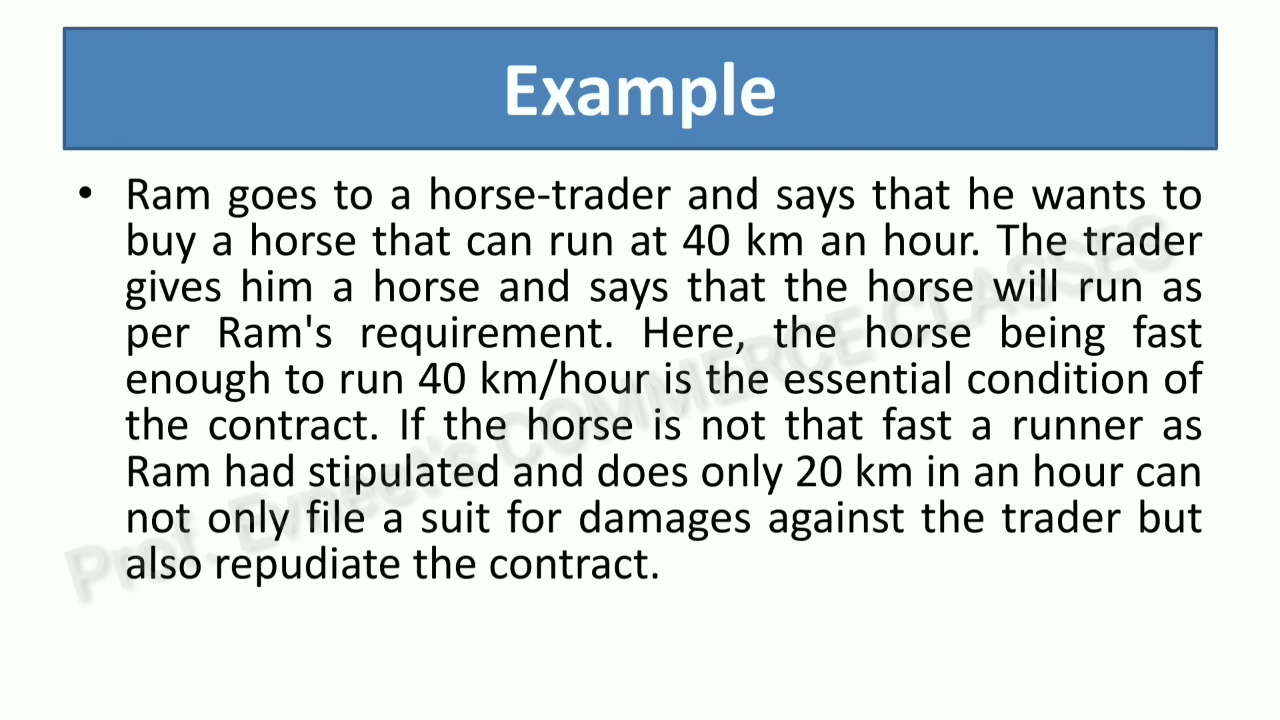 Example
• Ram goes to a horse-trader and says that he wants to
buy a horse that can run at 40 km an hour. The trader
gives him a horse and says that the horse will run as
per Ram's requirement. Here, the horse being fast
enough to run 40 km/hour is the essential condition of
the contract. If the horse is not that fast a runner as
Ram had stipulated and does only 20 km in an hour can
not only file a suit for damages against the trader but
also repudiate the contract.
Prof. Evneet's COMMERCE CLASSES